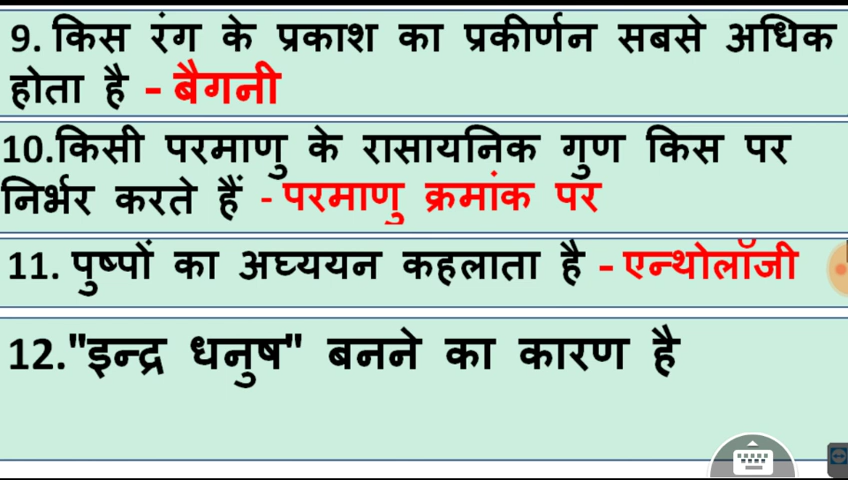 9. किस रंग के प्रकाश का प्रकीर्णन सबसे अधिक
होता है - बैगनी
10.किसी परमाणु के रासायनिक गुण किस पर
निर्भर करते हैं - परमाणु क्रमांक पर
11. पुष्पों का अघ्ययन कहलाता है - एन्थोलॉजी
12."इन्द्र धनुष" बनने का कारण है